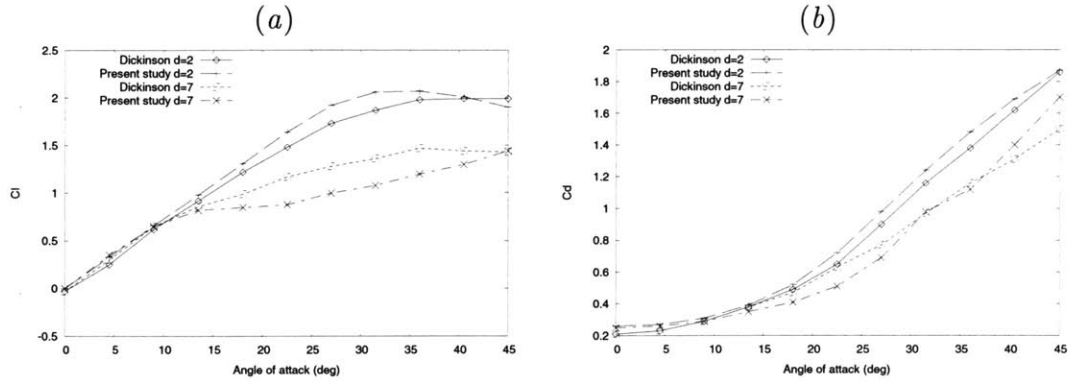 (a)
2.5
2
1.5
1
0.5
0
-0.5
Cl
Dickinson d=2
Present study d=2
Dickinson d=7
Present study d=7
0 5 10 15 20 25 30 35 40 45
Angle of attack (deg)
(b)
2
1.8
1.6
1.4
1.2
1
0.8
0.6
0.4
0.2
Cd
Dickinson d=2
Present study d=2
Dickinson d=7
Present study d=7
0 5 10 15 20 25 30 35 40 45
Angle of attack (deg)